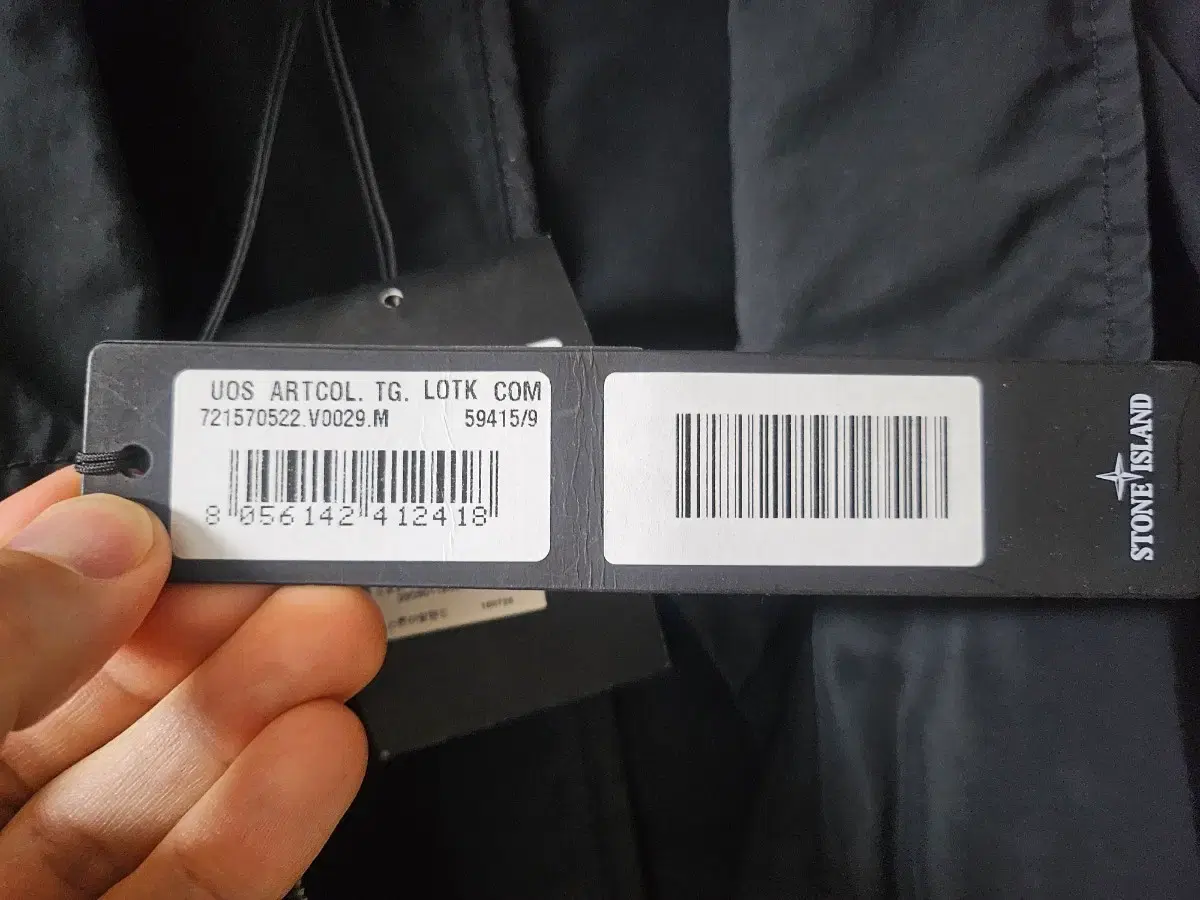 UOS ARTCOL. TG. LOTK COM
721570522.V0029.M 59415/9
8 056142 412418
STONE ISLAND